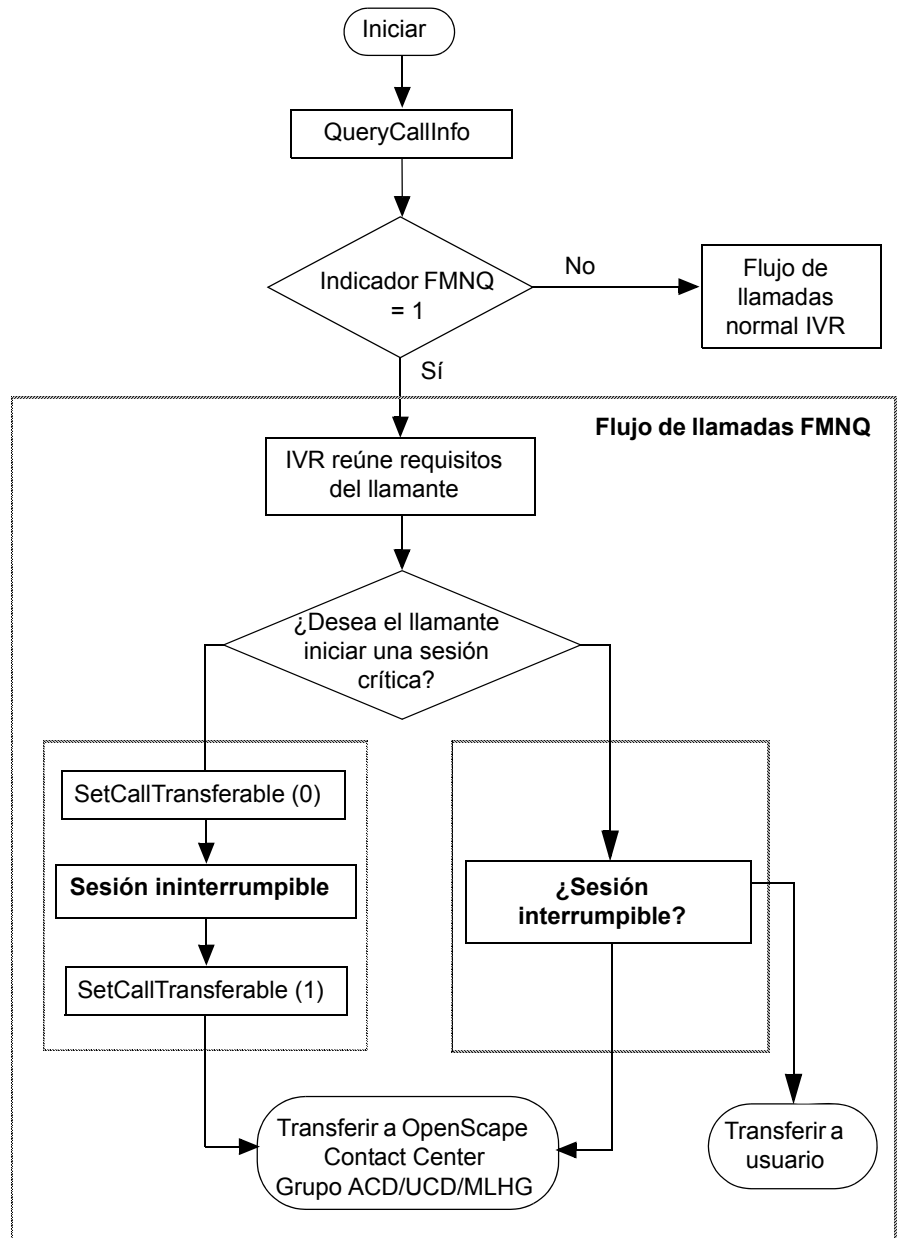 Iniciar
QueryCallInfo
Indicador FMNQ
= 1
No
Flujo de
llamadas
normal IVR
Sí
Flujo de llamadas FMNQ
IVR reúne requisitos
del llamante
¿Desea el llamante
iniciar una sesión
crítica?
SetCallTransferable (0)
Sesión ininterrumpible
SetCallTransferable (1)
¿Sesión
interrumpible?
Transferir a OpenScape
Contact Center
Grupo ACD/UCD/MLHG
Transferir a
usuario